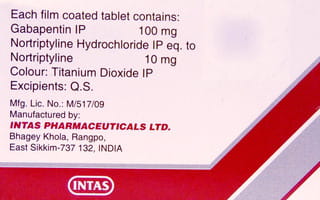 Each film coated tablet contains:
Gabapentin IP 100 mg
Nortriptyline Hydrochloride IP eq. to
Nortriptyline 10 mg
Colour: Titanium Dioxide IP
Excipients: Q.S.
Mfg. Lic. No.: M/517/09
Manufactured by:
INTAS PHARMACEUTICALS LTD.
Bhagey Khola, Rangpo,
East Sikkim-737 132, INDIA
INTAS